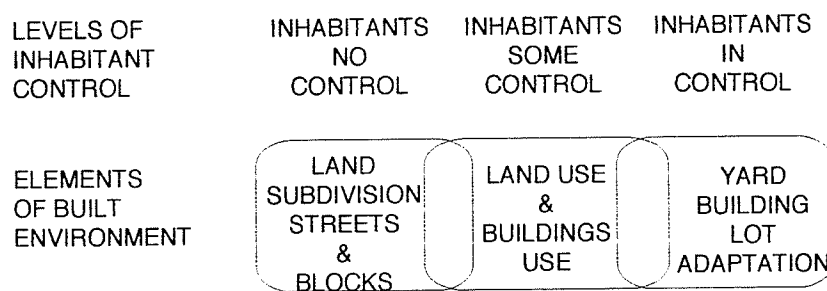 LEVELS OF
INHABITANT
CONTROL
INHABITANTS
NO
CONTROL
INHABITANTS
SOME
CONTROL
INHABITANTS
IN
CONTROL
ELEMENTS
OF BUILT
ENVIRONMENT
LAND
SUBDIVISION
STREETS
&
BLOCKS
LAND USE
&
BUILDINGS
USE
YARD
BUILDING
LOT
ADAPTATION